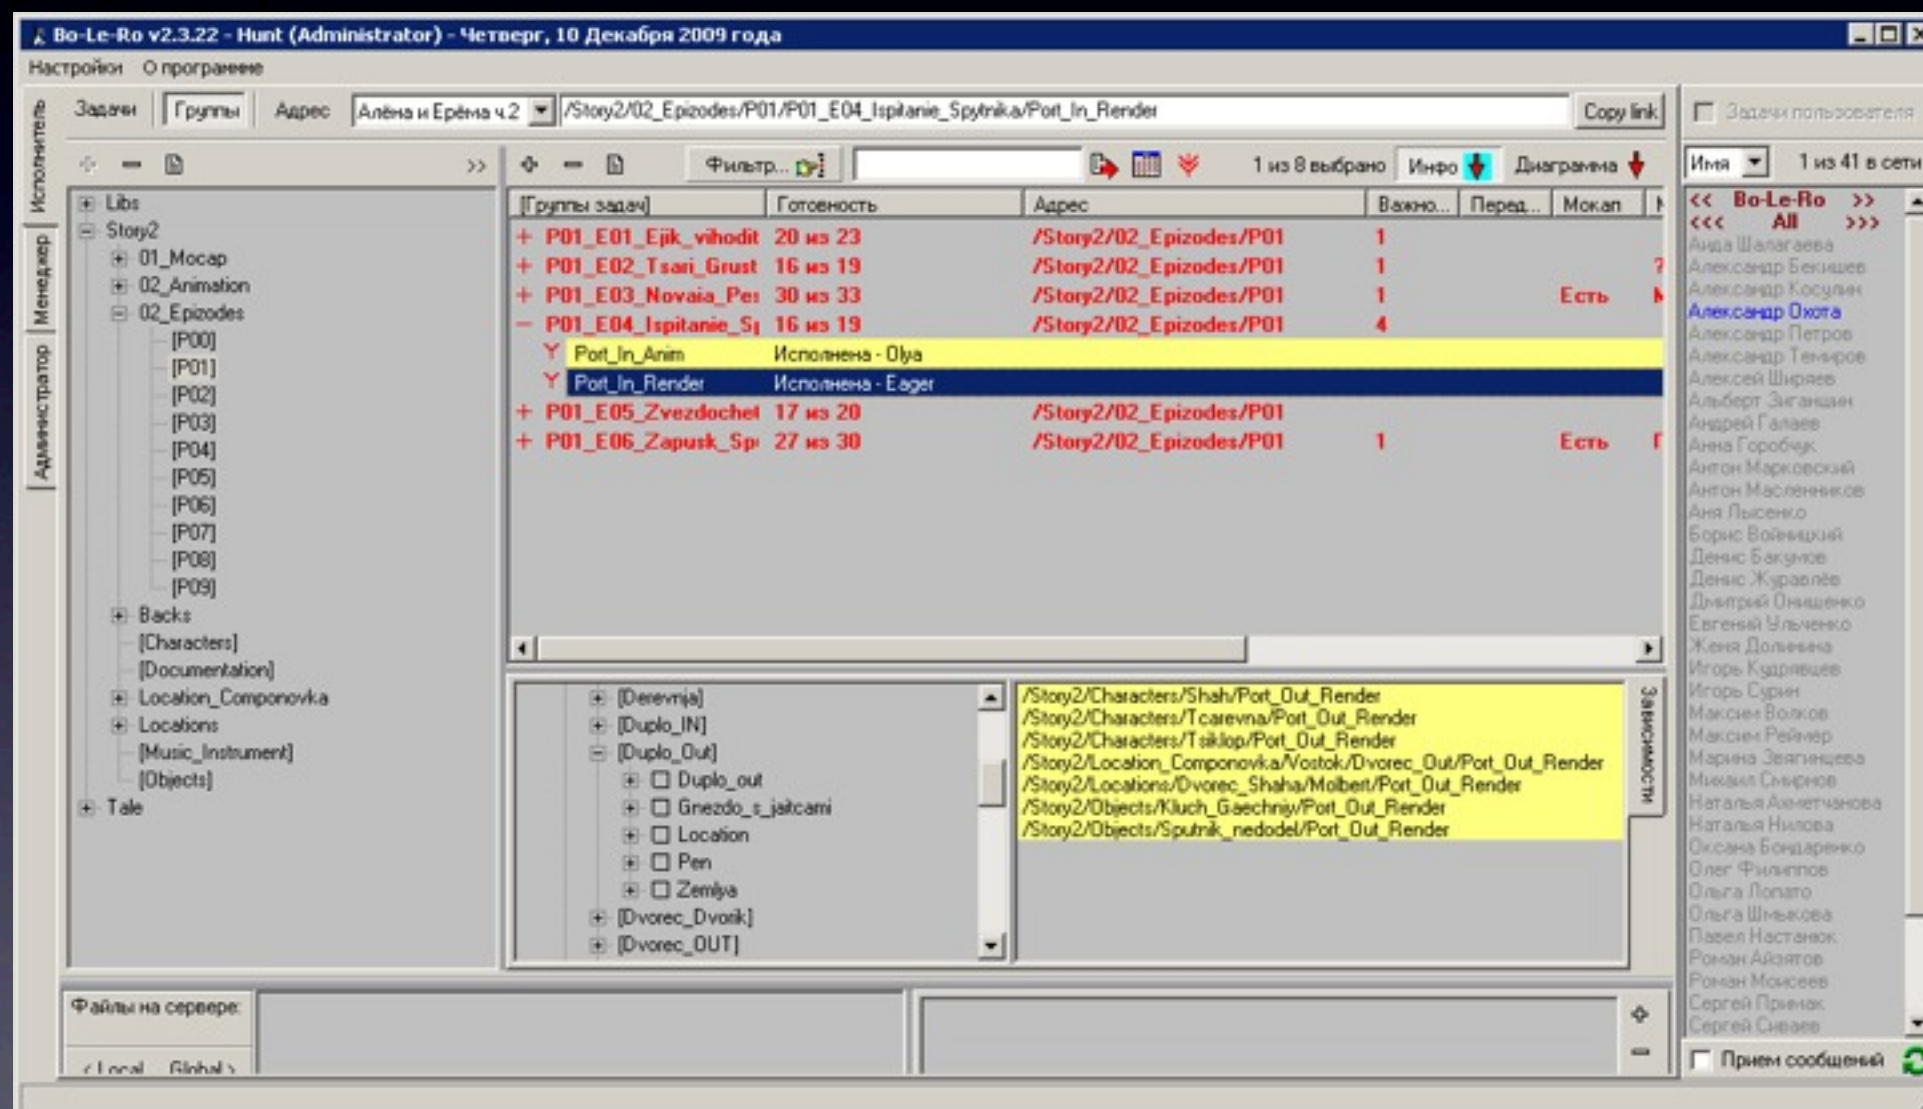 Bo-Le-Ro v2.3.22 - Hunt (Administrator) - Четверг, 10 Декабря 2009 года
Настройки О программе
Исполнитель
Менеджер
Администратор
Задачи Группы Адрес Алёна и Ерёма ч.2 /Story2/02_Epizodes/P01/P01_E04_Ispitanie_Spytnika/Port_In_Render Copy link
>>
Libs
Story2
01_Mocap
02_Animation
02_Epizodes
[P00]
[P01]
[P02]
[P03]
[P04]
[P05]
[P06]
[P07]
[P08]
[P09]
Backs
[Characters]
[Documentation]
Location_Componovka
Locations
[Music_Instrument]
[Objects]
Tale
Фильтр... 1 из 8 выбрано Инфо Диаграмма
[Группы задач] Готовность Адрес Важно... Перед... Мокап
+ P01_E01_Ejik_vihodit 20 из 23 /Story2/02_Epizodes/P01 1
+ P01_E02_Tsari_Grust 16 из 19 /Story2/02_Epizodes/P01 1 ?
+ P01_E03_Novaia_Pes 30 из 33 /Story2/02_Epizodes/P01 1 Есть
− P01_E04_Ispitanie_Sp 16 из 19 /Story2/02_Epizodes/P01 4
Port_In_Anim Исполнена - Olya
Port_In_Render Исполнена - Eager
+ P01_E05_Zvezdochet 17 из 20 /Story2/02_Epizodes/P01
+ P01_E06_Zapusk_Sp 27 из 30 /Story2/02_Epizodes/P01 1 Есть
[Derevnja]
[Duplo_IN]
[Duplo_Out]
Duplo_out
Gnezdo_s_jaitcami
Location
Pen
Zemlya
[Dvorec_Dvorik]
[Dvorec_OUT]
/Story2/Characters/Shah/Port_Out_Render
/Story2/Characters/Tcarevna/Port_Out_Render
/Story2/Characters/Tsiklop/Port_Out_Render
/Story2/Location_Componovka/Vostok/Dvorec_Out/Port_Out_Render
/Story2/Locations/Dvorec_Shaha/Molbert/Port_Out_Render
/Story2/Objects/Kluch_Gaechniy/Port_Out_Render
/Story2/Objects/Sputnik_nedodel/Port_Out_Render
Зависимости
Файлы на сервере:
< Local Global >
Задачи пользователя
Имя 1 из 41 в сети
<< Bo-Le-Ro >>
<<< All >>>
Аида Шалагаева
Александр Бекишев
Александр Косулин
Александр Охота
Александр Петров
Александр Темиров
Алексей Ширяев
Альберт Зиганшин
Андрей Галаев
Анна Горобчук
Антон Марковский
Антон Масленников
Аня Лысенко
Борис Войницкий
Денис Бакумов
Денис Журавлёв
Дмитрий Онищенко
Евгений Ульченко
Женя Долинина
Игорь Кудрявцев
Игорь Сурин
Максим Волков
Максим Реймер
Марина Звягинцева
Михаил Смирнов
Наталья Ахметчанова
Наталья Нилова
Оксана Бондаренко
Олег Филиппов
Ольга Лопато
Ольга Шмыкова
Павел Настанюк
Роман Айзятов
Роман Моисеев
Сергей Примак
Сергей Сиваев
Прием сообщений